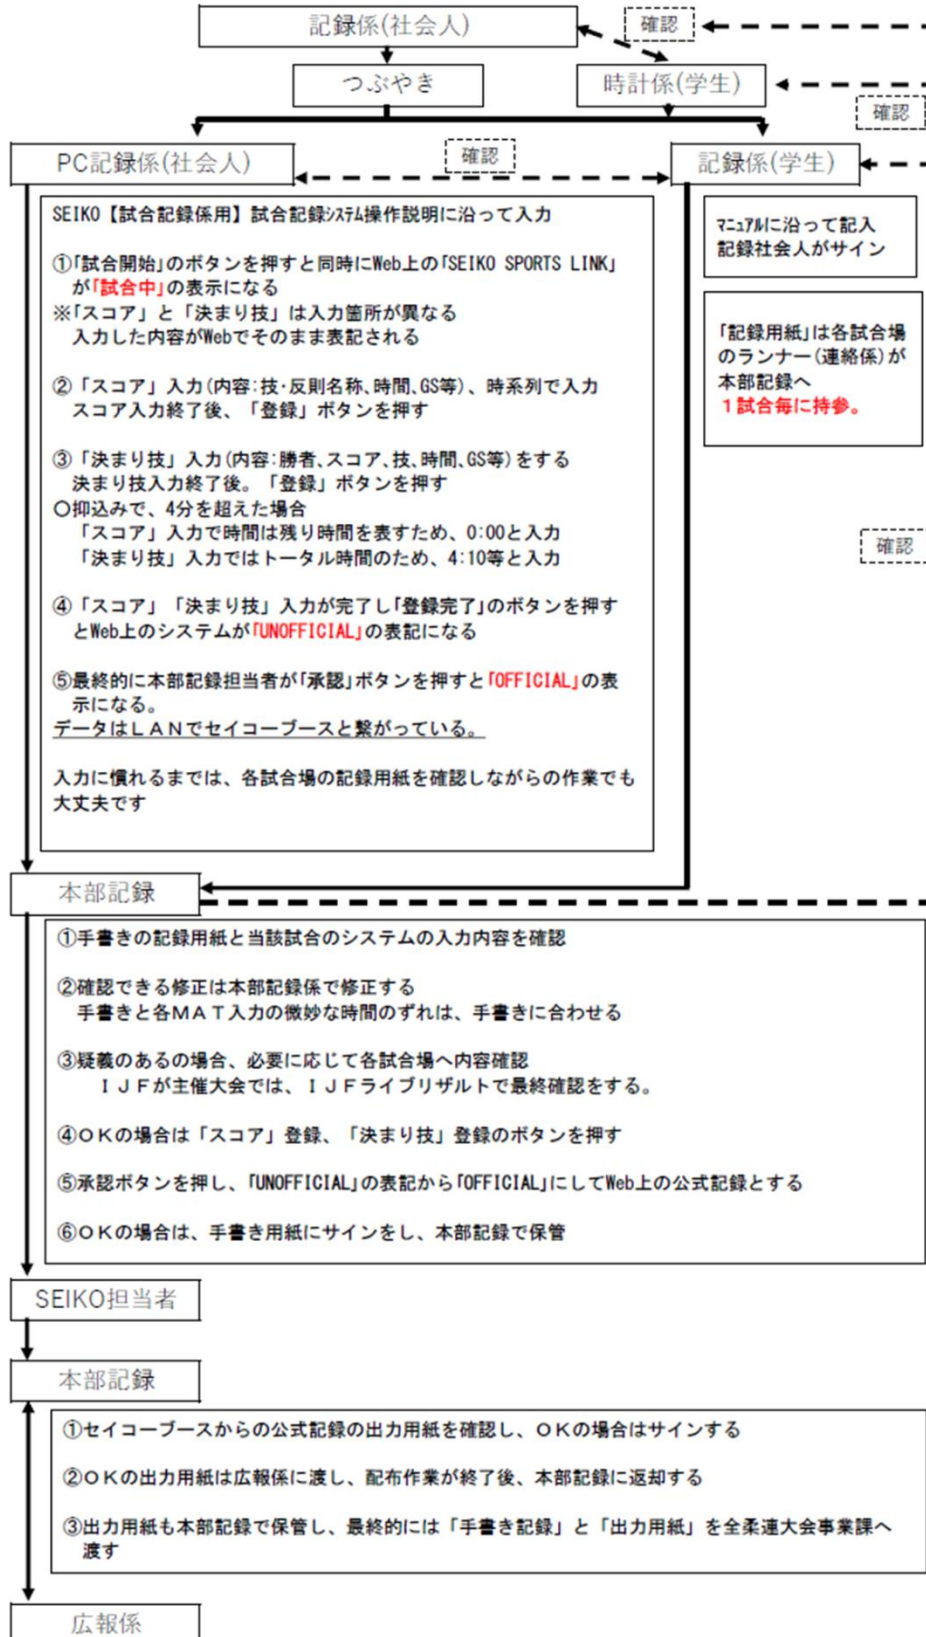 記録係(社会人)
確認
つぶやき
時計係(学生)
確認
PC記録係(社会人)
確認
記録係(学生)
SEIKO【試合記録係用】試合記録ｼｽﾃﾑ操作説明に沿って入力
①「試合開始」のボタンを押すと同時にWeb上の「SEIKO SPORTS LINK」
が「試合中」の表示になる
※「スコア」と「決まり技」は入力箇所が異なる
入力した内容がWebでそのまま表記される
②「スコア」入力(内容:技・反則名称、時間、GS等)、時系列で入力
スコア入力終了後、「登録」ボタンを押す
③「決まり技」入力(内容:勝者、スコア、技、時間、GS等)をする
決まり技入力終了後。「登録」ボタンを押す
〇抑込みで、4分を超えた場合
「スコア」入力で時間は残り時間を表すため、0:00と入力
「決まり技」入力ではトータル時間のため、4:10等と入力
④「スコア」「決まり技」入力が完了し「登録完了」のボタンを押す
とWeb上のシステムが「UNOFFICIAL」の表記になる
⑤最終的に本部記録担当者が「承認」ボタンを押すと「OFFICIAL」の表
示になる。
データはＬＡＮでセイコーブースと繋がっている。
入力に慣れるまでは、各試合場の記録用紙を確認しながらの作業でも
大丈夫です
ﾏﾆｭｱﾙに沿って記入
記録社会人がサイン
「記録用紙」は各試合場
のランナー(連絡係)が
本部記録へ
１試合毎に持参。
確認
本部記録
①手書きの記録用紙と当該試合のシステムの入力内容を確認
②確認できる修正は本部記録係で修正する
手書きと各ＭＡＴ入力の微妙な時間のずれは、手書きに合わせる
③疑義のあるの場合、必要に応じて各試合場へ内容確認
ＩＪＦが主催大会では、ＩＪＦライブリザルトで最終確認をする。
④ＯＫの場合は「スコア」登録、「決まり技」登録のボタンを押す
⑤承認ボタンを押し、「UNOFFICIAL」の表記から「OFFICIAL」にしてWeb上の公式記録とする
⑥ＯＫの場合は、手書き用紙にサインをし、本部記録で保管
SEIKO担当者
本部記録
①セイコーブースからの公式記録の出力用紙を確認し、ＯＫの場合はサインする
②ＯＫの出力用紙は広報係に渡し、配布作業が終了後、本部記録に返却する
③出力用紙も本部記録で保管し、最終的には「手書き記録」と「出力用紙」を全柔連大会事業課へ
渡す
広報係